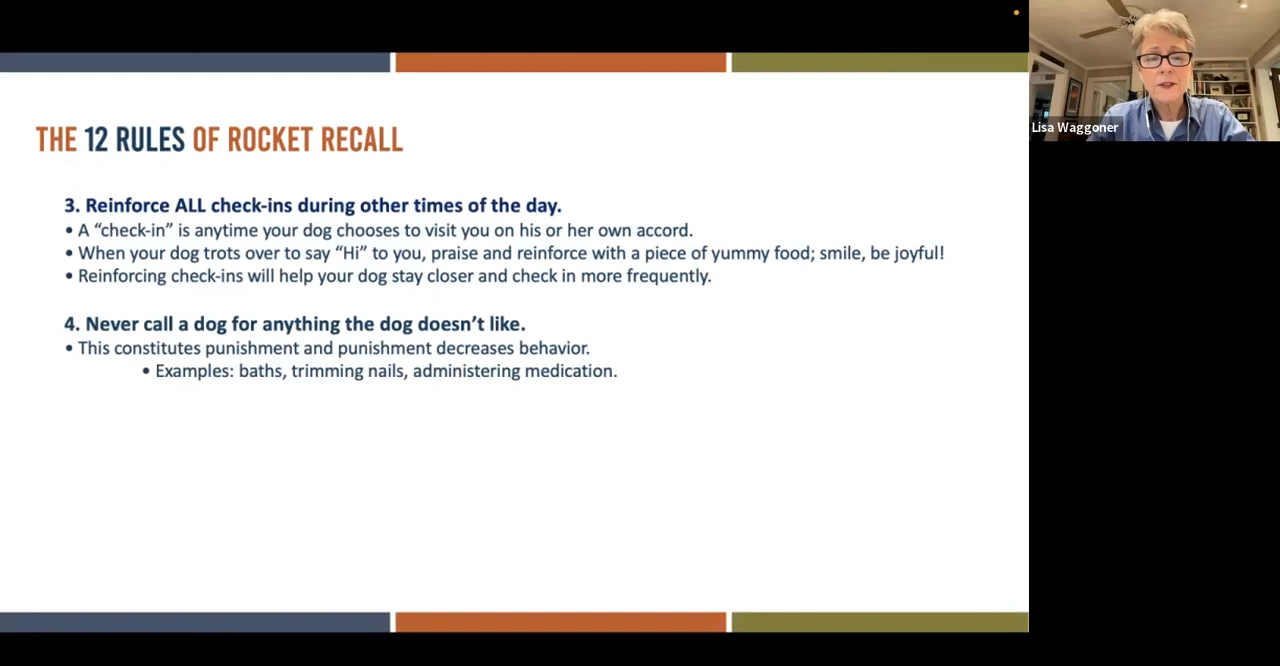 THE 12 RULES OF ROCKET RECALL
3. Reinforce ALL check-ins during other times of the day.
• A “check-in” is anytime your dog chooses to visit you on his or her own accord.
• When your dog trots over to say “Hi” to you, praise and reinforce with a piece of yummy food; smile, be joyful!
• Reinforcing check-ins will help your dog stay closer and check in more frequently.
4. Never call a dog for anything the dog doesn’t like.
• This constitutes punishment and punishment decreases behavior.
• Examples: baths, trimming nails, administering medication.
Lisa Waggoner